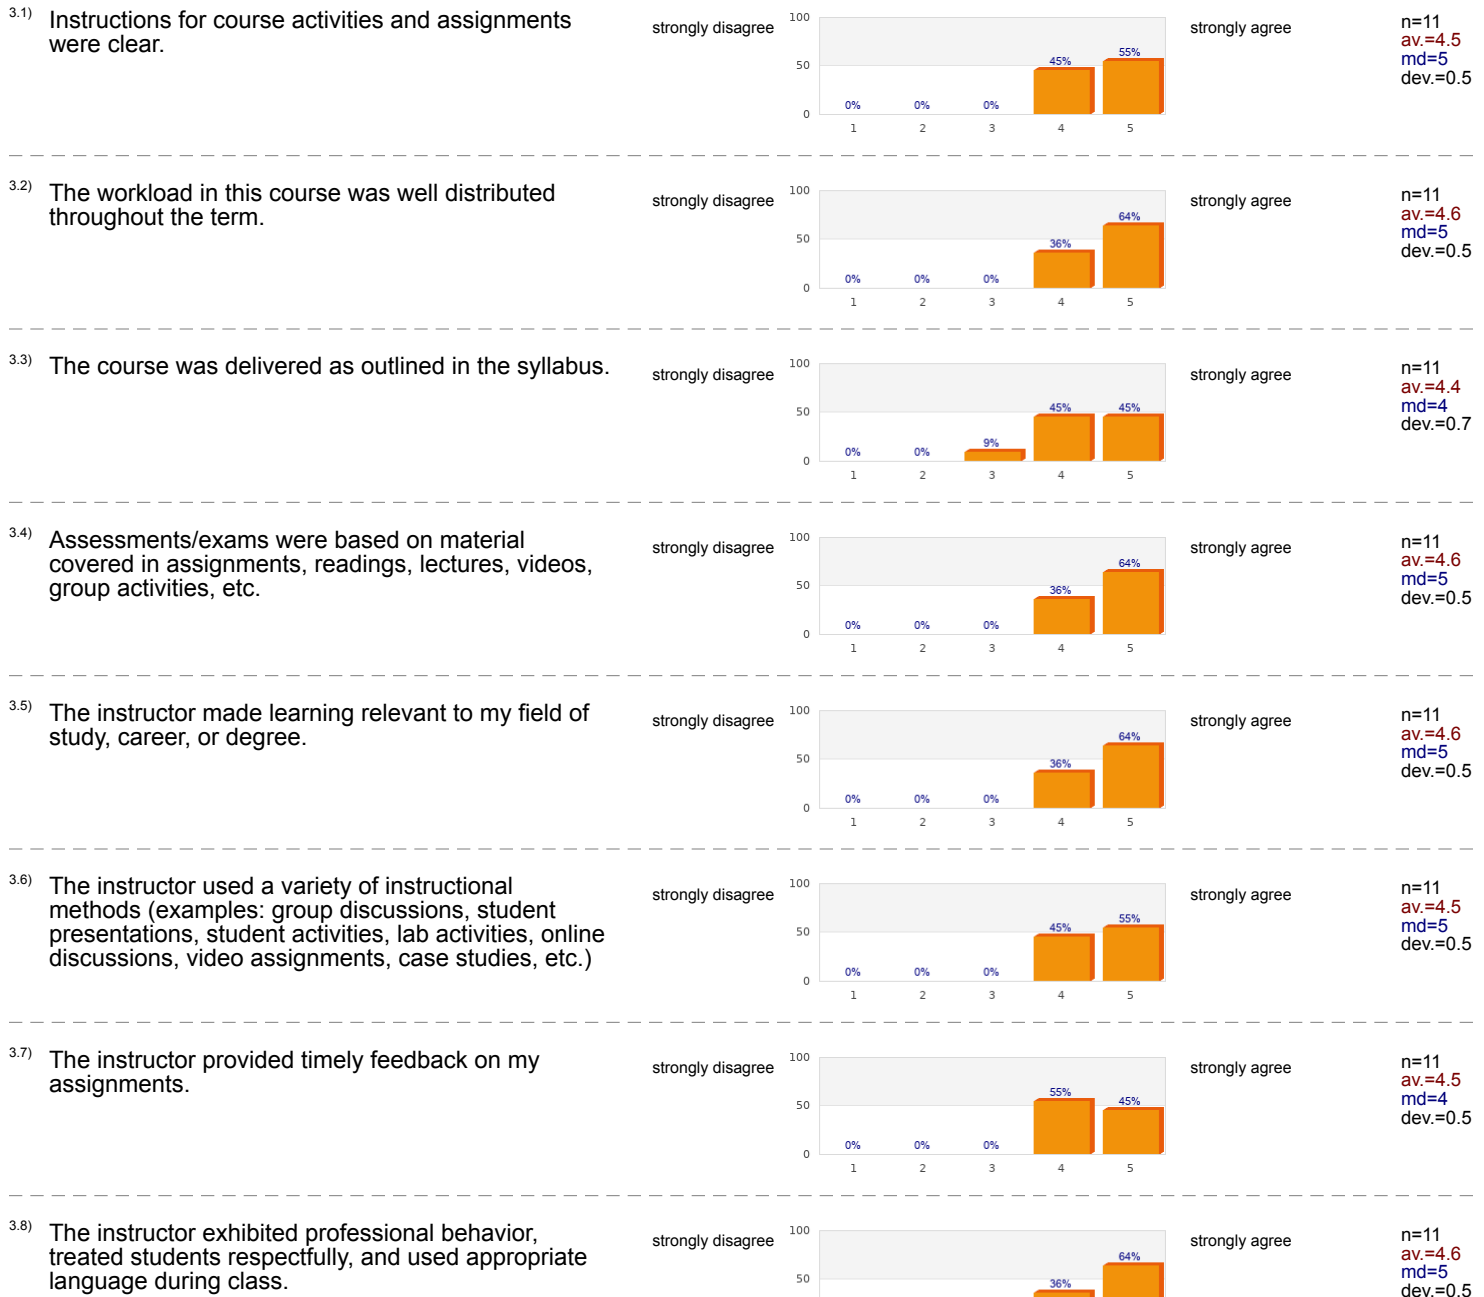 3.1) Instructions for course activities and assignments
were clear.
strongly disagree
100
50
0
0%
0%
0%
45%
55%
1 2 3 4 5
strongly agree
n=11
av.=4.5
md=5
dev.=0.5
3.2) The workload in this course was well distributed
throughout the term.
strongly disagree
100
50
0
0%
0%
0%
36%
64%
1 2 3 4 5
strongly agree
n=11
av.=4.6
md=5
dev.=0.5
3.3) The course was delivered as outlined in the syllabus.
strongly disagree
100
50
0
0%
0%
9%
45%
45%
1 2 3 4 5
strongly agree
n=11
av.=4.4
md=4
dev.=0.7
3.4) Assessments/exams were based on material
covered in assignments, readings, lectures, videos,
group activities, etc.
strongly disagree
100
50
0
0%
0%
0%
36%
64%
1 2 3 4 5
strongly agree
n=11
av.=4.6
md=5
dev.=0.5
3.5) The instructor made learning relevant to my field of
study, career, or degree.
strongly disagree
100
50
0
0%
0%
0%
36%
64%
1 2 3 4 5
strongly agree
n=11
av.=4.6
md=5
dev.=0.5
3.6) The instructor used a variety of instructional
methods (examples: group discussions, student
presentations, student activities, lab activities, online
discussions, video assignments, case studies, etc.)
strongly disagree
100
50
0
0%
0%
0%
45%
55%
1 2 3 4 5
strongly agree
n=11
av.=4.5
md=5
dev.=0.5
3.7) The instructor provided timely feedback on my
assignments.
strongly disagree
100
50
0
0%
0%
0%
55%
45%
1 2 3 4 5
strongly agree
n=11
av.=4.5
md=4
dev.=0.5
3.8) The instructor exhibited professional behavior,
treated students respectfully, and used appropriate
language during class.
strongly disagree
100
50
36%
64%
strongly agree
n=11
av.=4.6
md=5
dev.=0.5